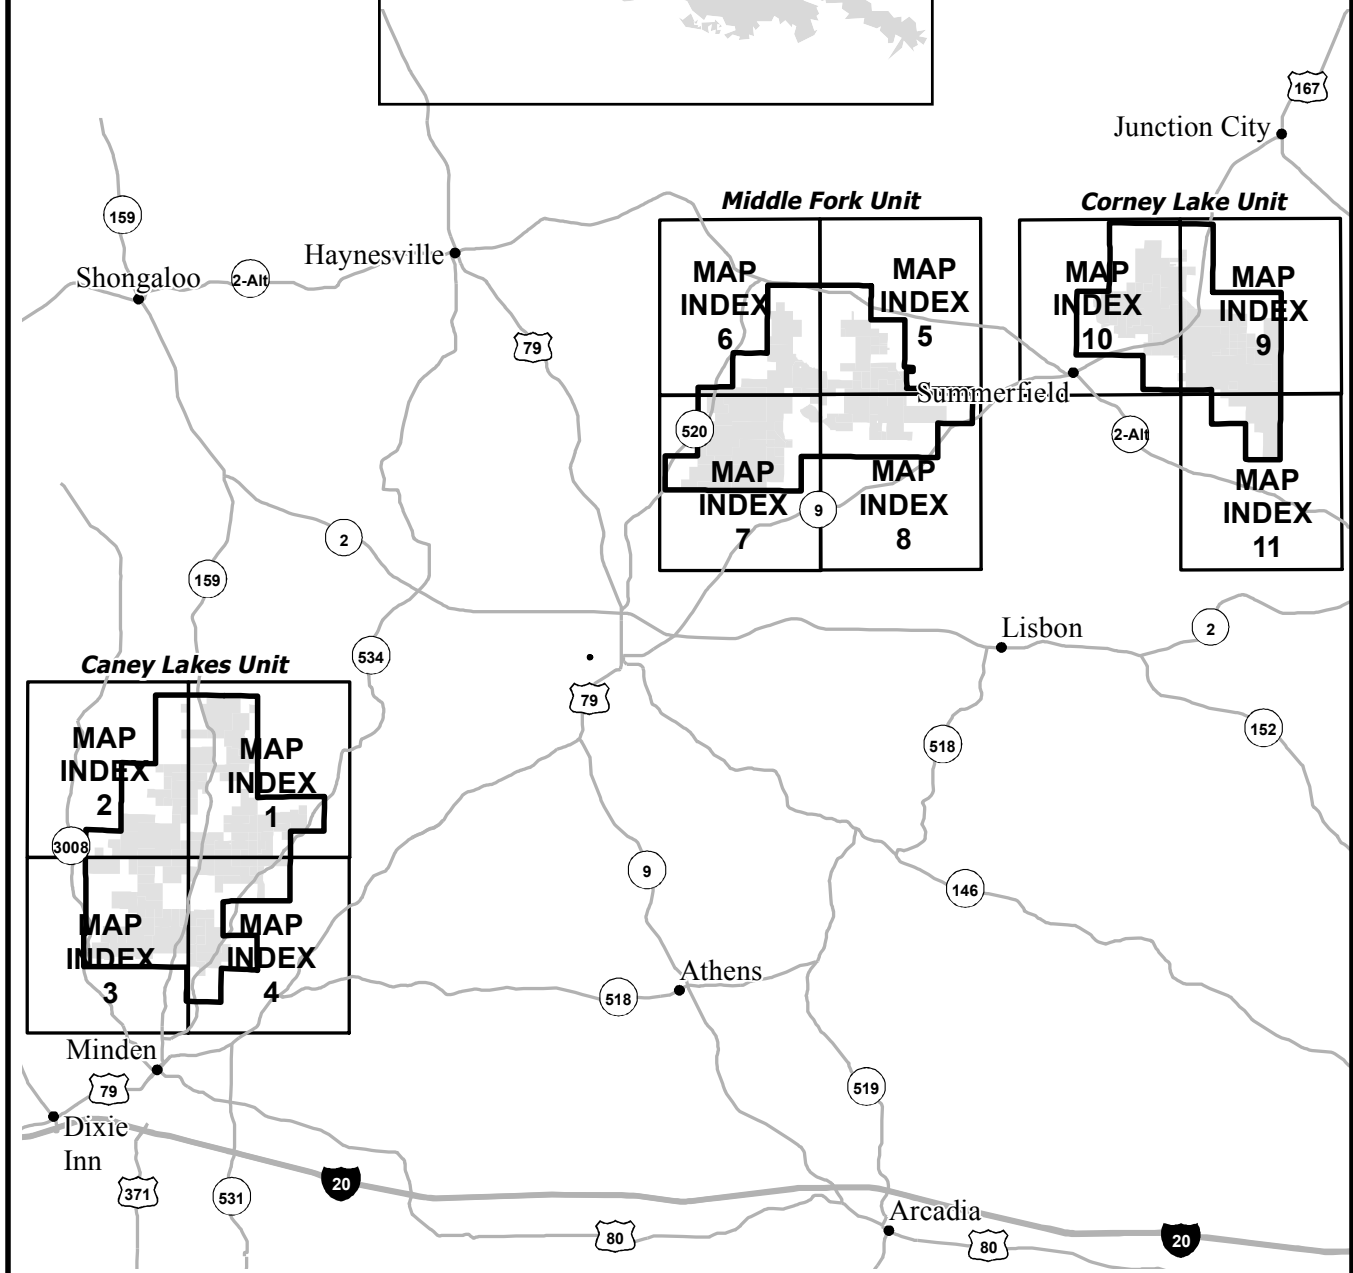 167
Junction City
Middle Fork Unit
Corney Lake Unit
159
Haynesville
Shongaloo
2-Alt
MAP
INDEX
6
MAP
INDEX
5
MAP
INDEX
10
MAP
INDEX
9
79
Summerfield
520
2-Alt
MAP
INDEX
7
MAP
INDEX
8
MAP
INDEX
11
9
2
159
534
Lisbon
2
Caney Lakes Unit
79
518
152
MAP
INDEX
2
MAP
INDEX
1
3008
9
146
MAP
INDEX
3
MAP
INDEX
4
Athens
518
Minden
79
519
Dixie
Inn
371
531
20
Arcadia
80
80
20